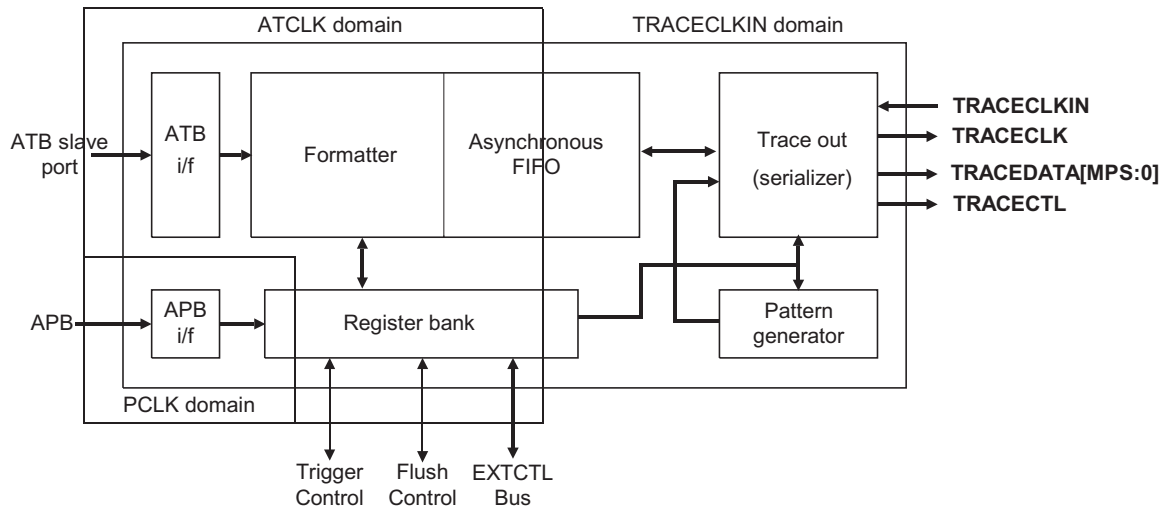 ATCLK domain
TRACECLKIN domain
ATB slave
port
ATB
i/f
Formatter
Asynchronous
FIFO
Trace out
(serializer)
TRACECLKIN
TRACECLK
TRACEDATA[MPS:0]
TRACECTL
APB
APB
i/f
Register bank
Pattern
generator
PCLK domain
Trigger
Control
Flush
Control
EXTCTL
Bus